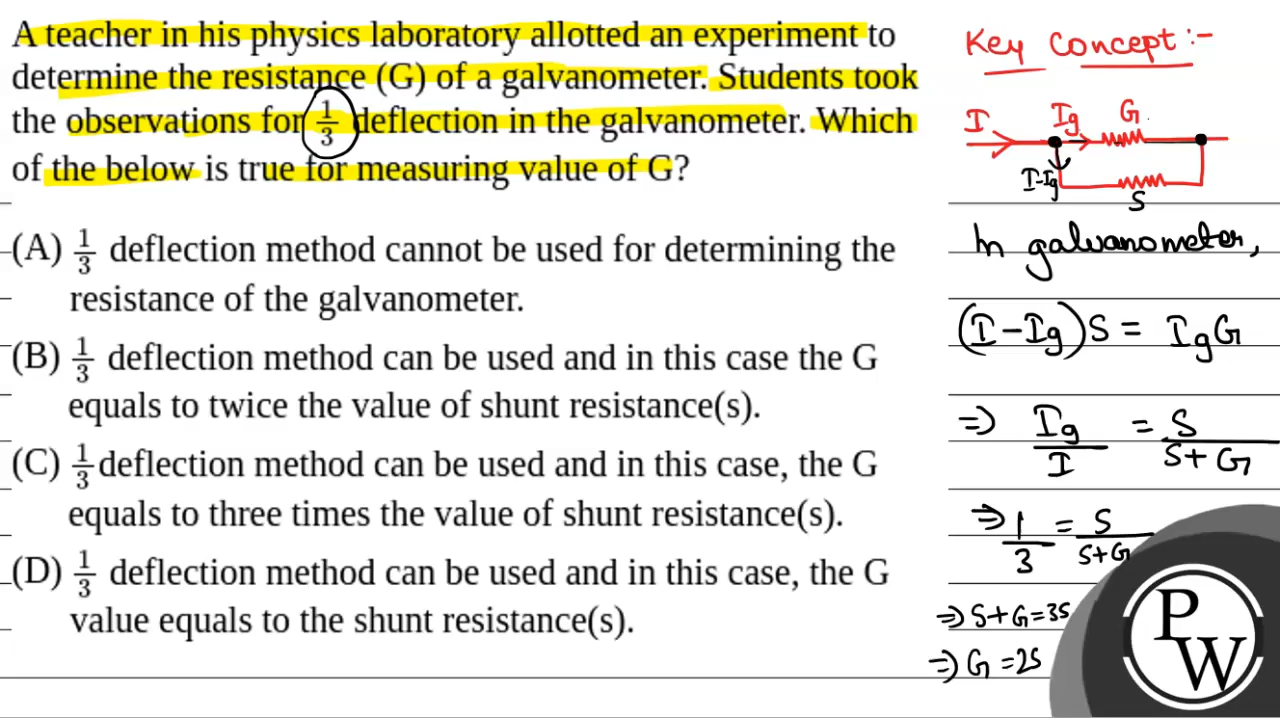 A teacher in his physics laboratory allotted an experiment to
determine the resistance (G) of a galvanometer. Students took
the observations for 1/3 deflection in the galvanometer. Which
of the below is true for measuring value of G?
(A) 1/3 deflection method cannot be used for determining the
resistance of the galvanometer.
(B) 1/3 deflection method can be used and in this case the G
equals to twice the value of shunt resistance(s).
(C) 1/3 deflection method can be used and in this case, the G
equals to three times the value of shunt resistance(s).
(D) 1/3 deflection method can be used and in this case, the G
value equals to the shunt resistance(s).
Key Concept :-
I Ig G
I-Ig
S
In galvanometer,
(I-Ig)S = IgG
⇒ Ig/I = S/(S+G)
⇒ 1/3 = S/(S+G)
⇒ S+G=3S
⇒ G=2S
P
W